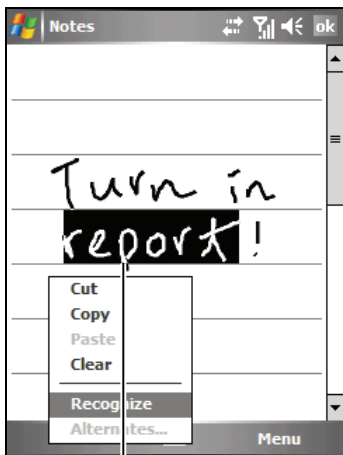 Notes
ok
Turn in
report!
Cut
Copy
Paste
Clear
Recognize
Alternates...
Menu